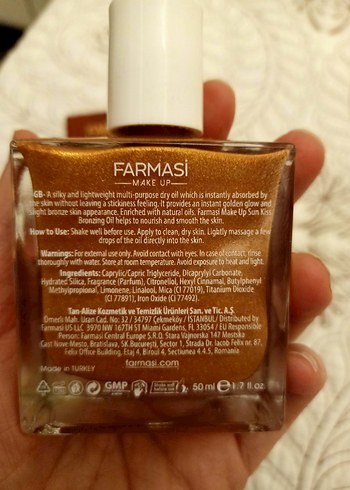 FARMASİ
MAKE UP
GB- A silky and lightweight multi-purpose dry oil which is instantly absorbed by
the skin without leaving a stickiness feeling. It provides an instant golden glow and
light bronze skin appearance. Enriched with natural oils. Farmasi Make Up Sun Kiss
Bronzing Oil helps to nourish and smooth the skin.
How to Use: Shake well before use. Apply to clean, dry skin. Lightly massage a few
drops of the oil directly into the skin.
Warnings: For external use only. Avoid contact with eyes. In case of contact, rinse
thoroughly with water. Store at room temperature. Avoid exposure to heat and light.
Ingredients: Caprylic/Capric Triglyceride, Dicaprylyl Carbonate,
Hydrated Silica, Fragrance (Parfum), Citronellol, Hexyl Cinnamal, Butylphenyl
Methylpropional, Limonene, Linalool, Mica (CI 77019), Titanium Dioxide
(CI 77891), Iron Oxide (CI 77492).
Tan-Alize Kozmetik ve Temizlik Ürünleri San. ve Tic. A.Ş.
Ömerli Mah. Uran Cad. No: 32 / 34797 Çekmeköy / İSTANBUL/ Distributed by
Farmasi US LLC 3970 NW 167TH ST Miami Gardens, FL 33054 / EU Responsible
Person: Farmasi Central Europe S.R.O. Stara Vajnorska 147 Mestska
Cast Nove Mesto, Bratislava, SK. Bucuresti, Sector 1, Strada Dr. Iacob Felix nr. 87,
Felix Office Building, Etaj 4, Biroul 4, Sectiunea 4.4.5, Romania
farmasi.com
Made in TURKEY
GMP
50 ml ℮ 1.7 fl.oz.